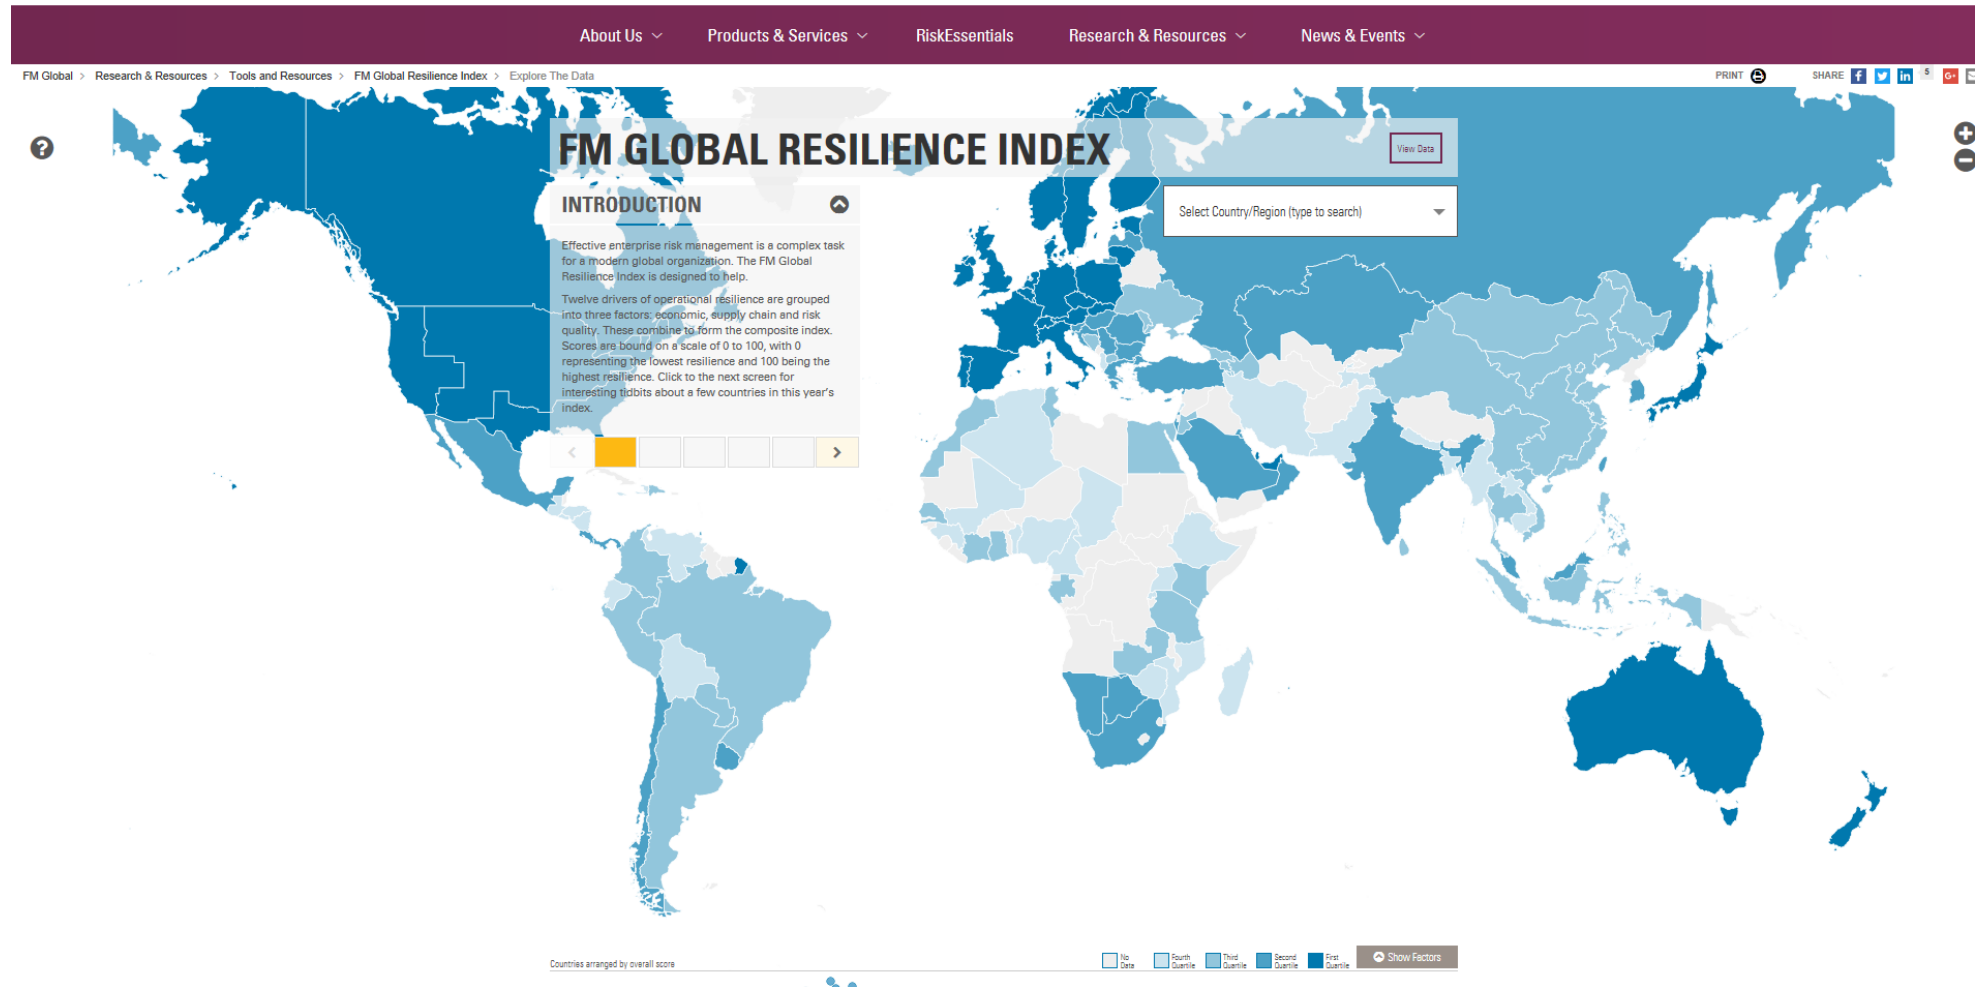 About Us
Products & Services
RiskEssentials
Research & Resources
News & Events
FM Global > Research & Resources > Tools and Resources > FM Global Resilience Index > Explore The Data
PRINT
SHARE
5
FM GLOBAL RESILIENCE INDEX
View Data
INTRODUCTION
Select Country/Region (type to search)
Effective enterprise risk management is a complex task
for a modern global organization. The FM Global
Resilience Index is designed to help.
Twelve drivers of operational resilience are grouped
into three factors: economic, supply chain and risk
quality. These combine to form the composite index.
Scores are bound on a scale of 0 to 100, with 0
representing the lowest resilience and 100 being the
highest resilience. Click to the next screen for
interesting tidbits about a few countries in this year's
index.
Countries arranged by overall score
No
Data
Fourth
Quartile
Third
Quartile
Second
Quartile
First
Quartile
Show Factors